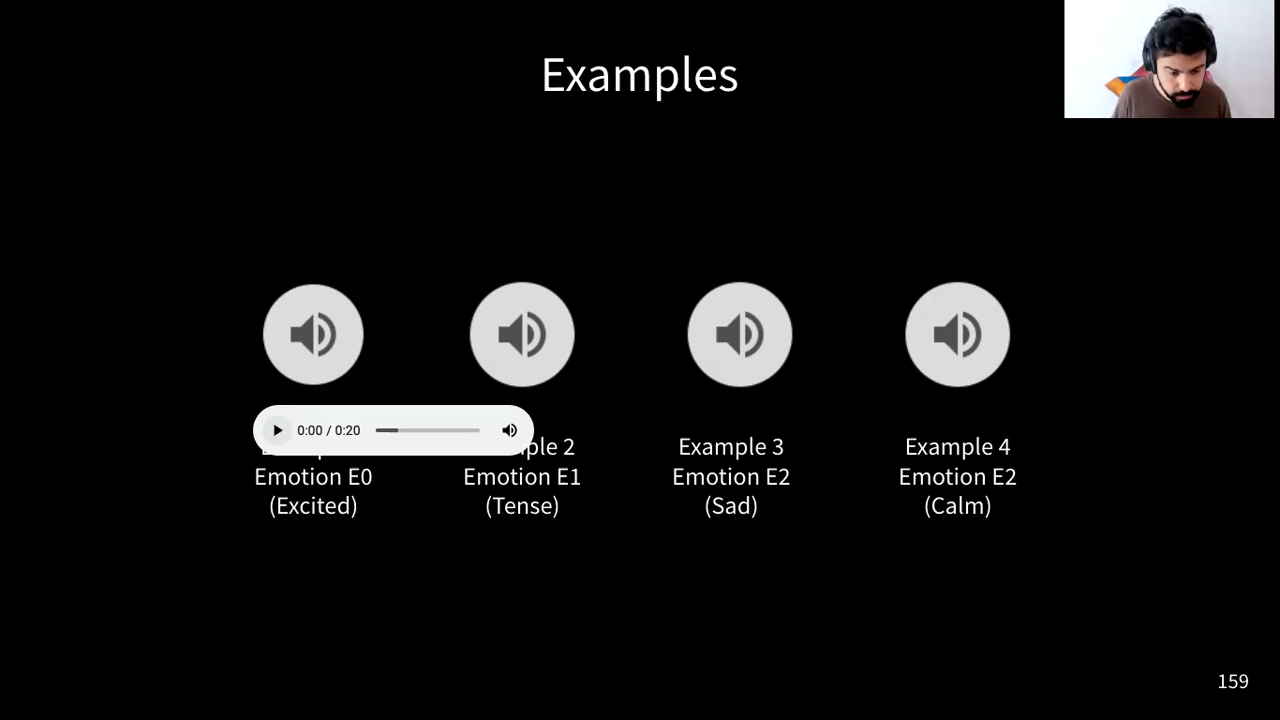 Examples
0:00 / 0:20
ple 2
Example 3
Example 4
Emotion E0
Emotion E1
Emotion E2
Emotion E2
(Excited)
(Tense)
(Sad)
(Calm)
159